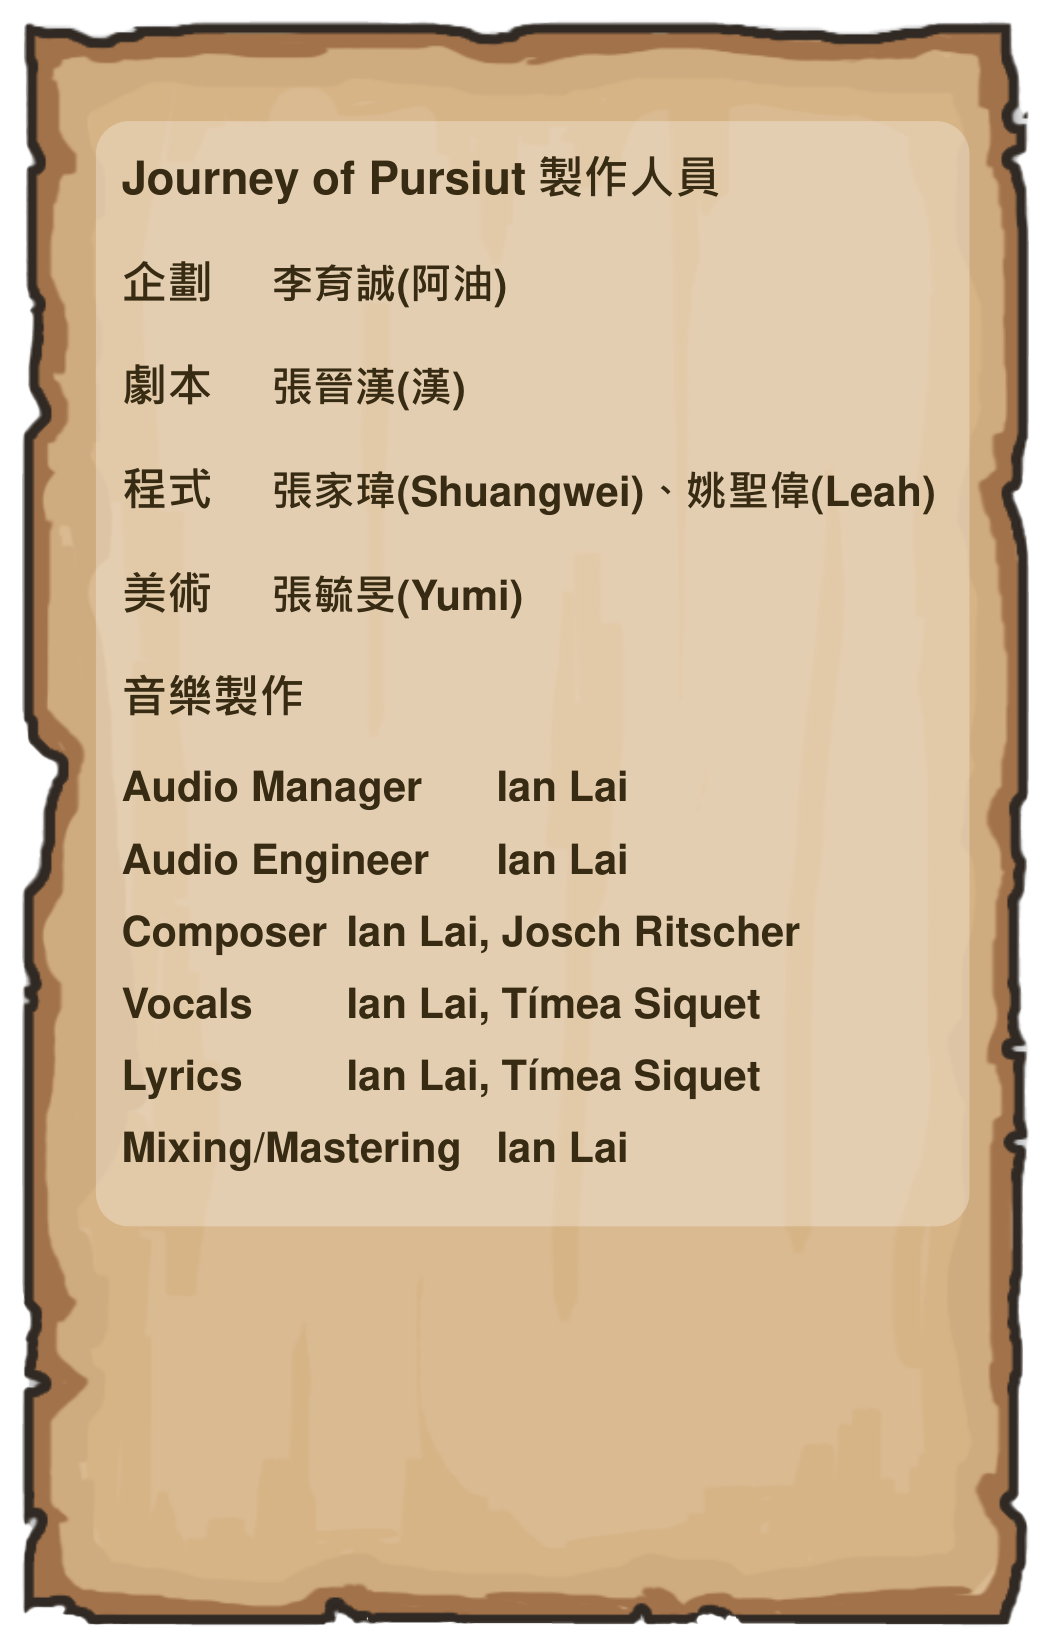 Journey of Pursiut 製作人員
企劃 李育誠(阿油)
劇本 張晉漢(漢)
程式 張家瑋(Shuangwei)、姚聖偉(Leah)
美術 張毓旻(Yumi)
音樂製作
Audio Manager Ian Lai
Audio Engineer Ian Lai
Composer Ian Lai, Josch Ritscher
Vocals Ian Lai, Tímea Siquet
Lyrics Ian Lai, Tímea Siquet
Mixing/Mastering Ian Lai